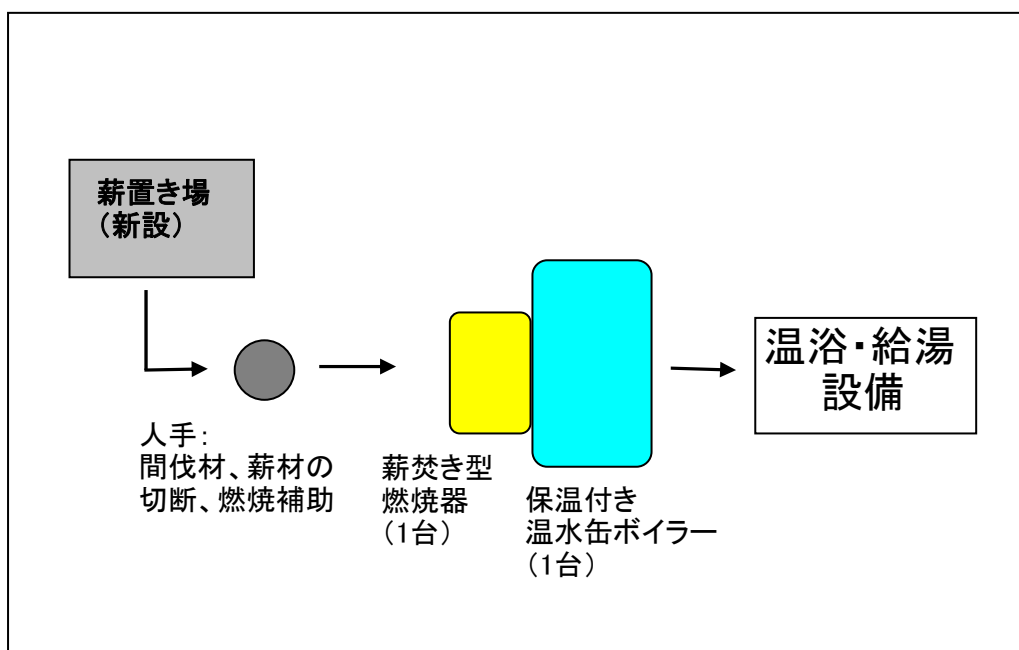 薪置き場
(新設)
人手:
間伐材、薪材の
切断、燃焼補助
薪焚き型
燃焼器
(1台)
保温付き
温水缶ボイラー
(1台)
温浴・給湯
設備